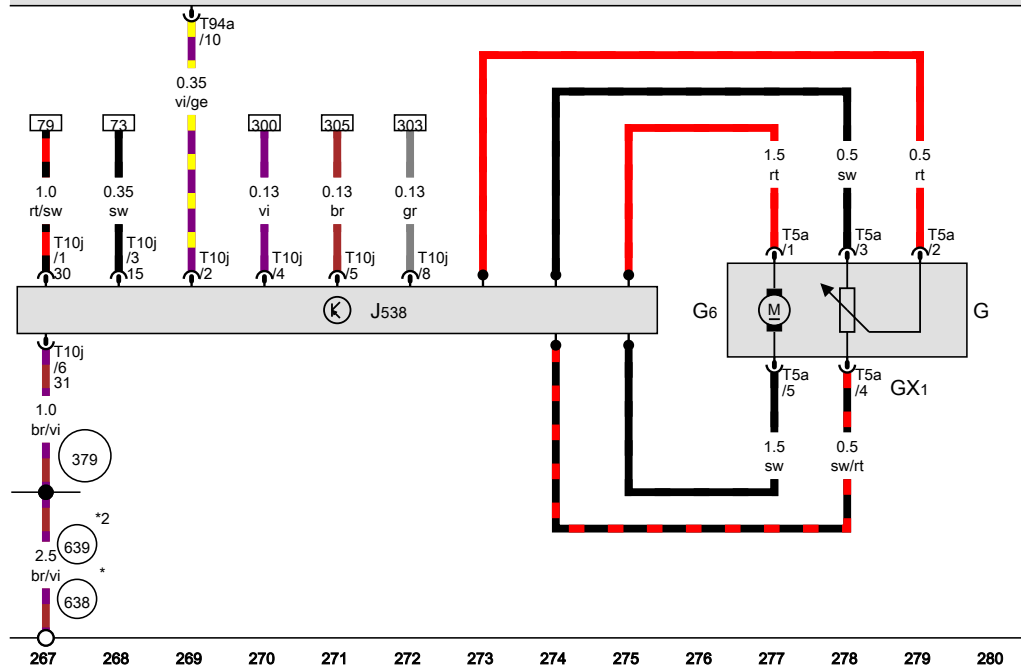 T94a
/10
0.35
vi/ge
79
73
300
305
303
1.0
rt/sw
0.35
sw
0.13
vi
0.13
br
0.13
gr
1.5
rt
0.5
sw
0.5
rt
T10j
/1
30
T10j
/3
15
T10j
/2
T10j
/4
T10j
/5
T10j
/8
T5a
/1
T5a
/3
T5a
/2
J538
G6
M
G
T10j
/6
31
T5a
/5
T5a
/4
GX1
1.0
br/vi
379
1.5
sw
0.5
sw/rt
*2
639
2.5
br/vi
*
638
267 268 269 270 271 272 273 274 275 276 277 278 279 280